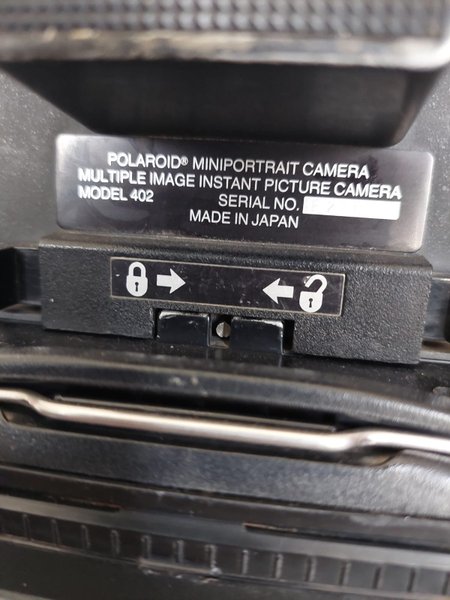 POLAROID® MINIPORTRAIT CAMERA
MULTIPLE IMAGE INSTANT PICTURE CAMERA
MODEL 402 SERIAL NO.
MADE IN JAPAN